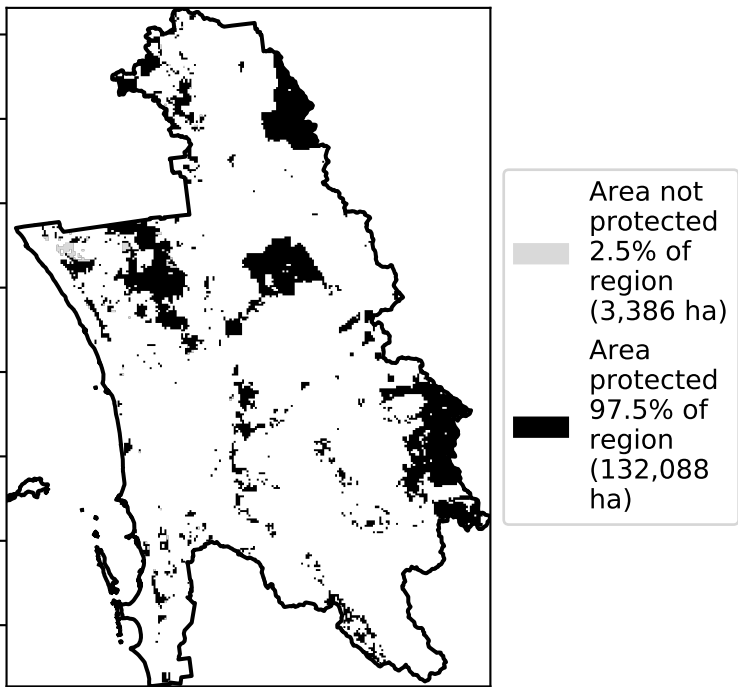 Area not
protected
2.5% of
region
(3,386 ha)
Area
protected
97.5% of
region
(132,088
ha)